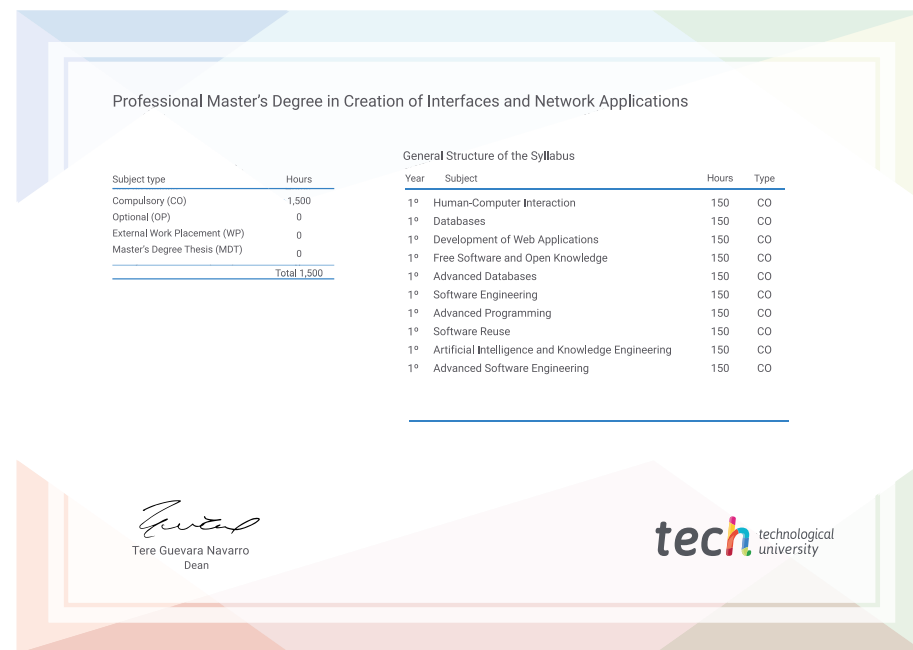 Professional Master's Degree in Creation of Interfaces and Network Applications
Subject type Hours
Compulsory (CO) 1,500
Optional (OP) 0
External Work Placement (WP) 0
Master's Degree Thesis (MDT) 0
Total 1,500
General Structure of the Syllabus
Year Subject Hours Type
1º Human-Computer Interaction 150 CO
1º Databases 150 CO
1º Development of Web Applications 150 CO
1º Free Software and Open Knowledge 150 CO
1º Advanced Databases 150 CO
1º Software Engineering 150 CO
1º Advanced Programming 150 CO
1º Software Reuse 150 CO
1º Artificial Intelligence and Knowledge Engineering 150 CO
1º Advanced Software Engineering 150 CO
Tere Guevara Navarro
Dean
tech technological
university